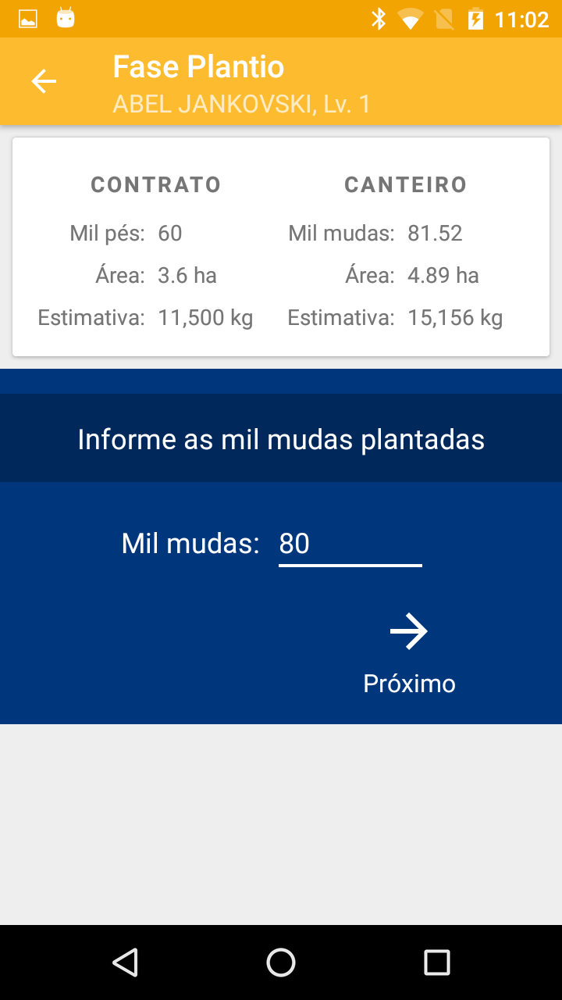 11:02
Fase Plantio
ABEL JANKOVSKI, Lv. 1
CONTRATO
Mil pés: 60
Área: 3.6 ha
Estimativa: 11,500 kg
CANTEIRO
Mil mudas: 81.52
Área: 4.89 ha
Estimativa: 15,156 kg
Informe as mil mudas plantadas
Mil mudas: 80
Próximo